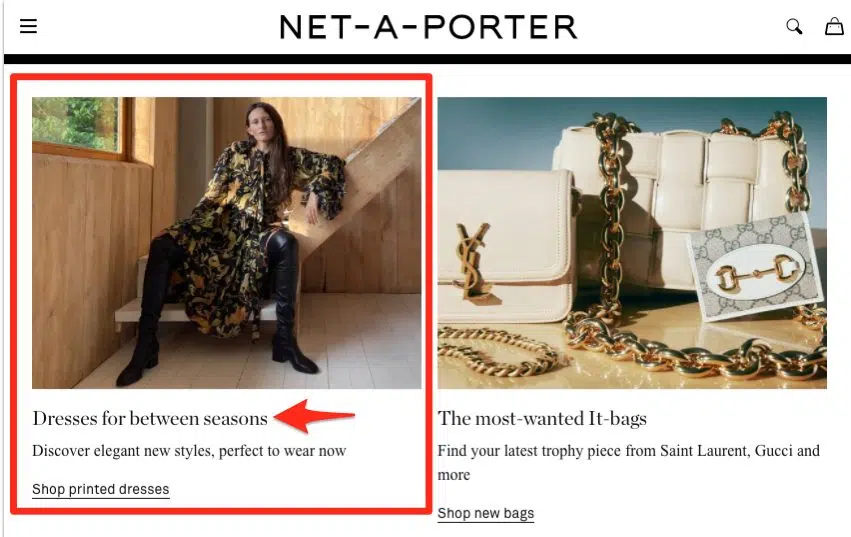 NET-A-PORTER
Dresses for between seasons
Discover elegant new styles, perfect to wear now
Shop printed dresses
YSL
The most-wanted It-bags
Find your latest trophy piece from Saint Laurent, Gucci and
more
Shop new bags